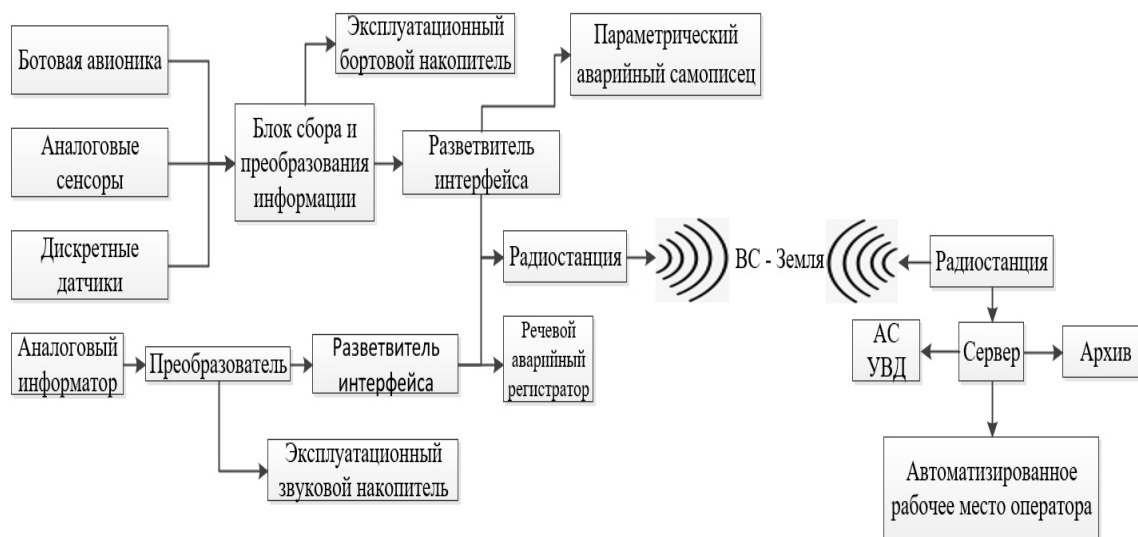 Ботовая авионика
Аналоговые
сенсоры
Дискретные
датчики
Блок сбора и
преобразования
информации
Эксплуатационный
бортовой накопитель
Разветвитель
интерфейса
Параметрический
аварийный самописец
Радиостанция
ВС - Земля
Радиостанция
Аналоговый
информатор
Преобразователь
Разветвитель
интерфейса
Речевой
аварийный
регистратор
Эксплуатационный
звуковой накопитель
АС
УВД
Сервер
Архив
Автоматизированное
рабочее место оператора